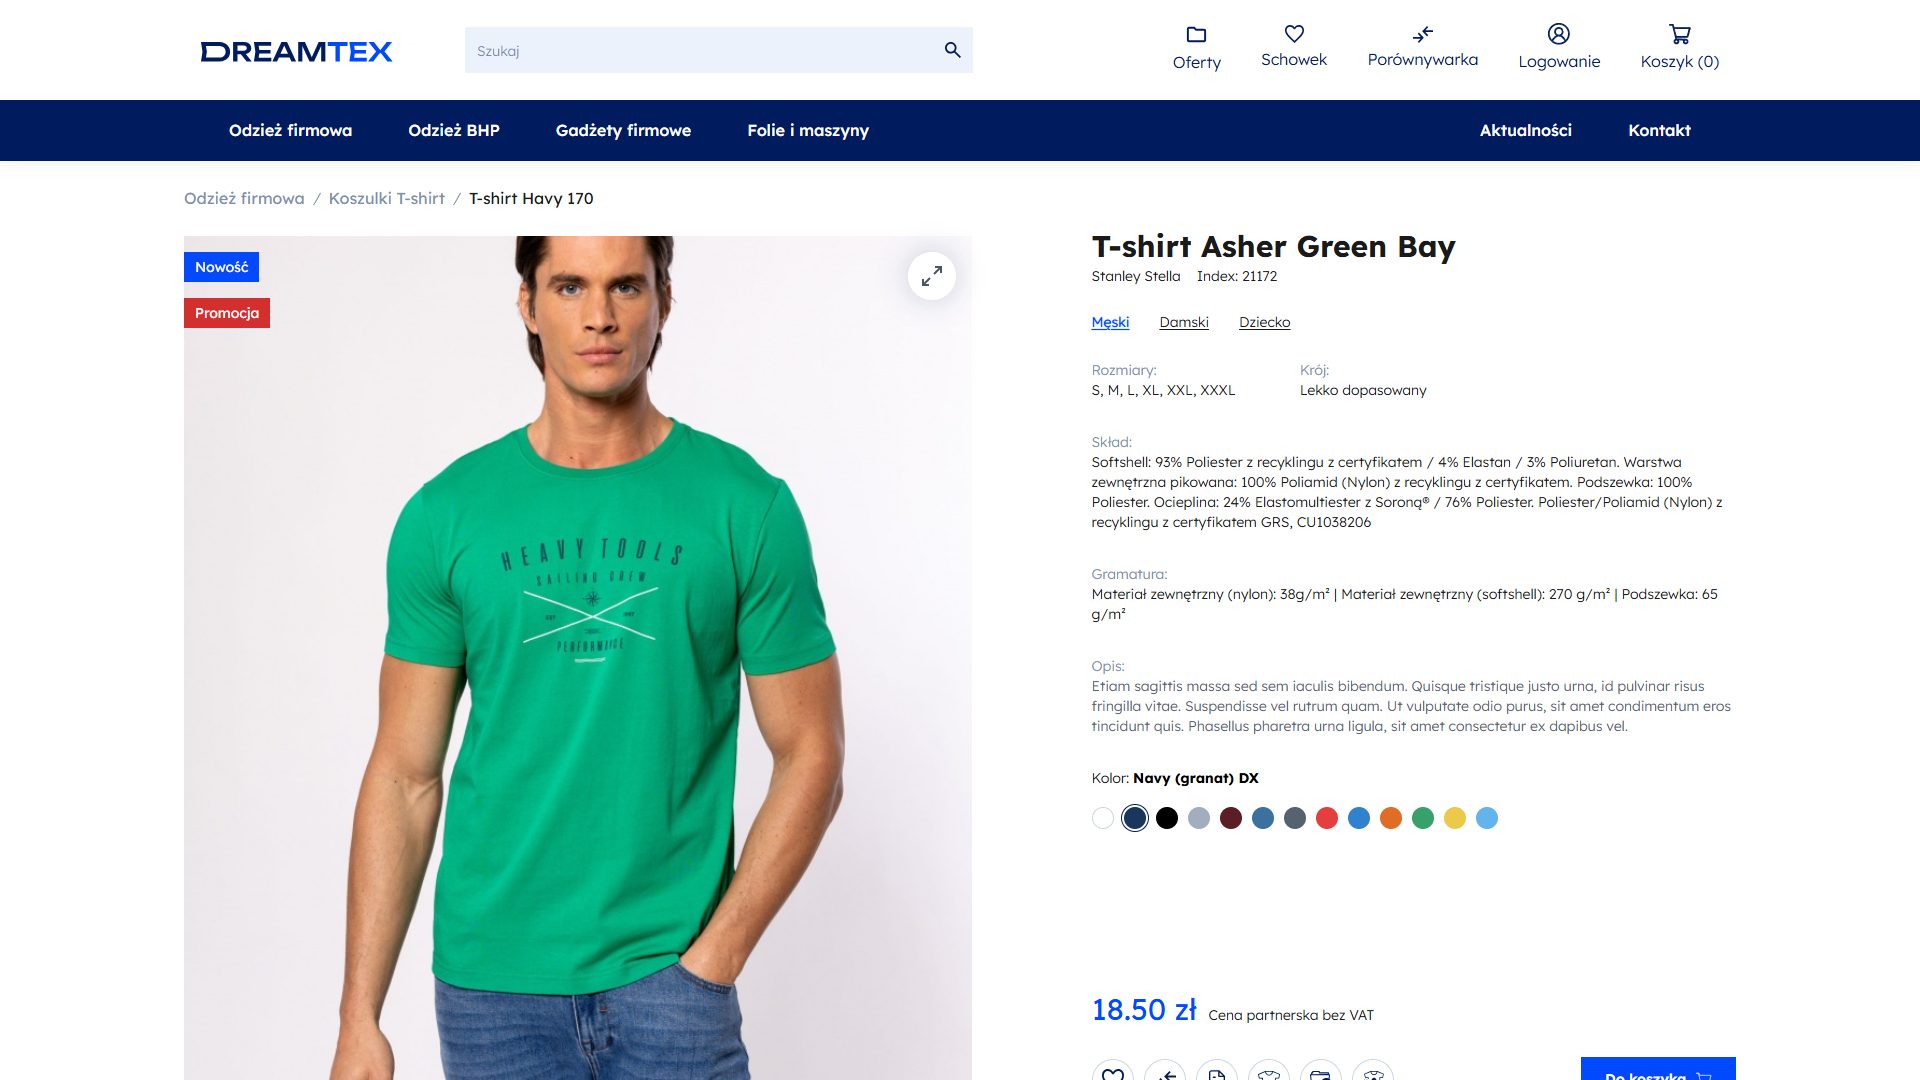 DREAMTEX
Szukaj
Oferty
Schowek
Porównywarka
Logowanie
Koszyk (0)
Odzież firmowa
Odzież BHP
Gadżety firmowe
Folie i maszyny
Aktualności
Kontakt
Odzież firmowa / Koszulki T-shirt / T-shirt Havy 170
Nowość
Promocja
HEAVY TOOLS
SAILING CREW
PERFORMANCE
T-shirt Asher Green Bay
Stanley Stella Index: 21172
Męski Damski Dziecko
Rozmiary:
S, M, L, XL, XXL, XXXL
Krój:
Lekko dopasowany
Skład:
Softshell: 93% Poliester z recyklingu z certyfikatem / 4% Elastan / 3% Poliuretan. Warstwa
zewnętrzna pikowana: 100% Poliamid (Nylon) z recyklingu z certyfikatem. Podszewka: 100%
Poliester. Ocieplina: 24% Elastomultiester z Soroną® / 76% Poliester. Poliester/Poliamid (Nylon) z
recyklingu z certyfikatem GRS, CU1038206
Gramatura:
Materiał zewnętrzny (nylon): 38g/m² | Materiał zewnętrzny (softshell): 270 g/m² | Podszewka: 65
g/m²
Opis:
Etiam sagittis massa sed sem iaculis bibendum. Quisque tristique justo urna, id pulvinar risus
fringilla vitae. Suspendisse vel rutrum quam. Ut vulputate odio purus, sit amet condimentum eros
tincidunt quis. Phasellus pharetra urna ligula, sit amet consectetur ex dapibus vel.
Kolor: Navy (granat) DX
18.50 zł Cena partnerska bez VAT
Do koszyka